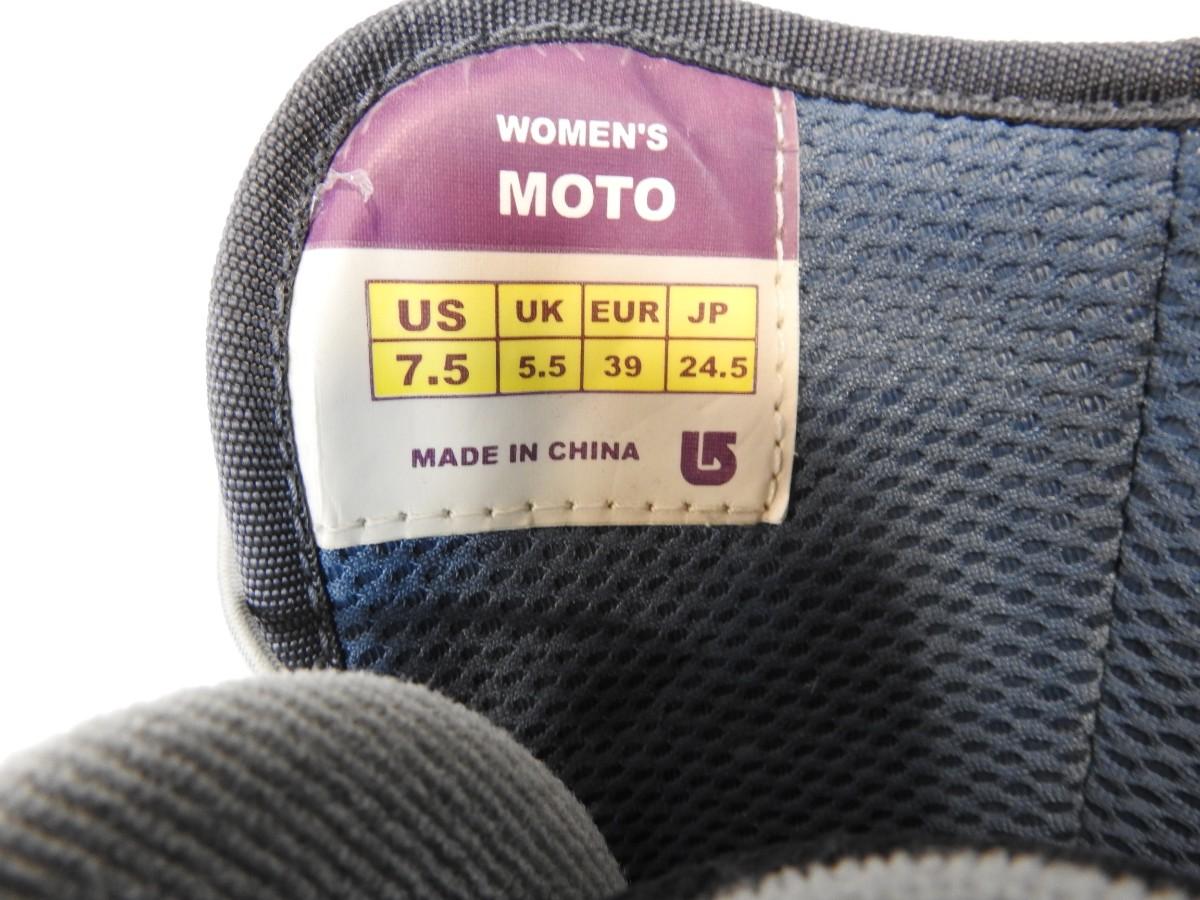 WOMEN'S
MOTO
US UK EUR JP
7.5 5.5 39 24.5
MADE IN CHINA